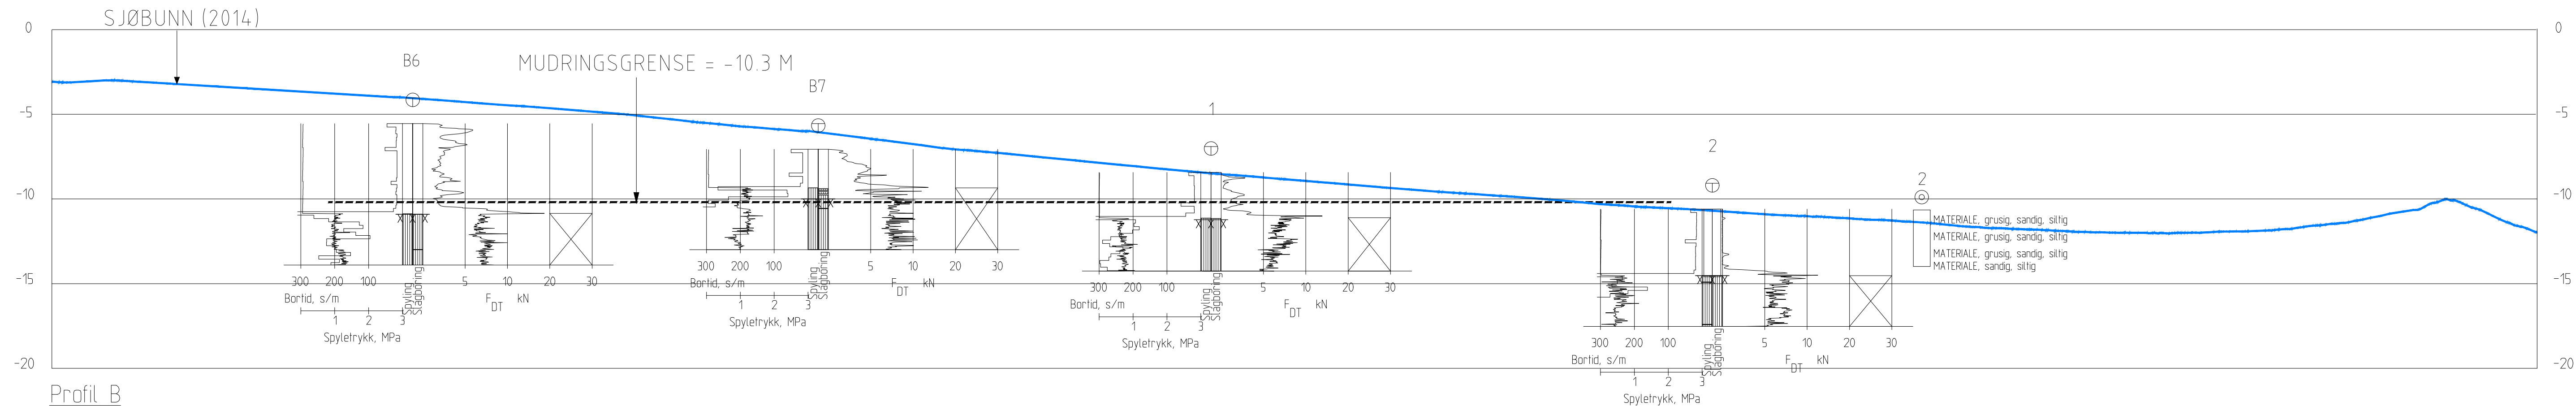 SJØBUNN (2014)
0
0
B6
MUDRINGSGRENSE = -10.3 M
B7
1
-5
-5
2
2
-10
-10
MATERIALE, grusig, sandig, siltig
MATERIALE, grusig, sandig, siltig
MATERIALE, grusig, sandig, siltig
MATERIALE, sandig, siltig
-15
-15
300 200 100 5 10 20 30
Bortid, s/m
Spyling
Slagboring
F DT kN
1 2 3
Spyletrykk, MPa
300 200 100 5 10 20 30
Bortid, s/m
Spyling
Slagboring
F DT kN
1 2 3
Spyletrykk, MPa
300 200 100 5 10 20 30
Bortid, s/m
Spyling
Slagboring
F DT kN
1 2 3
Spyletrykk, MPa
300 200 100 5 10 20 30
Bortid, s/m
Spyling
Slagboring
F DT kN
1 2 3
Spyletrykk, MPa
-20
-20
Profil B